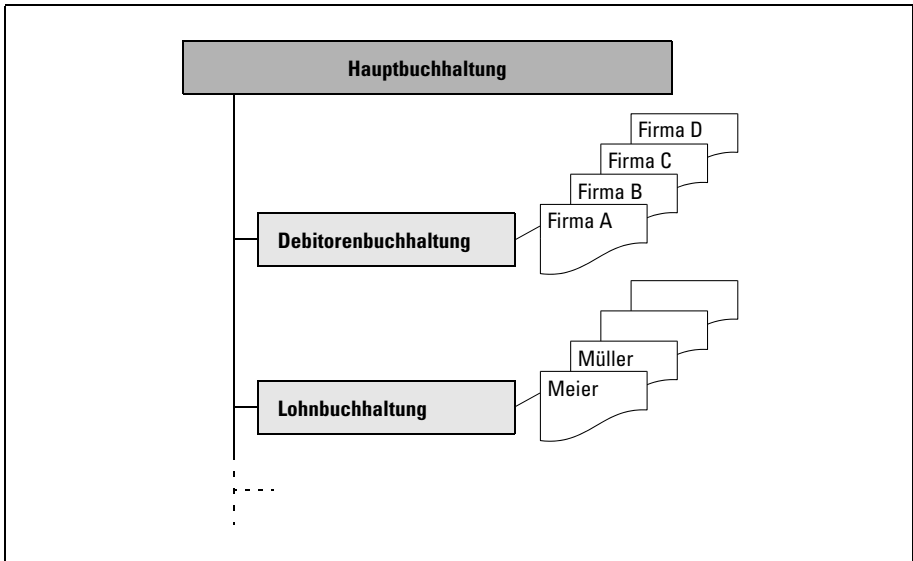 Hauptbuchhaltung
Firma D
Firma C
Firma B
Firma A
Debitorenbuchhaltung
Müller
Meier
Lohnbuchhaltung